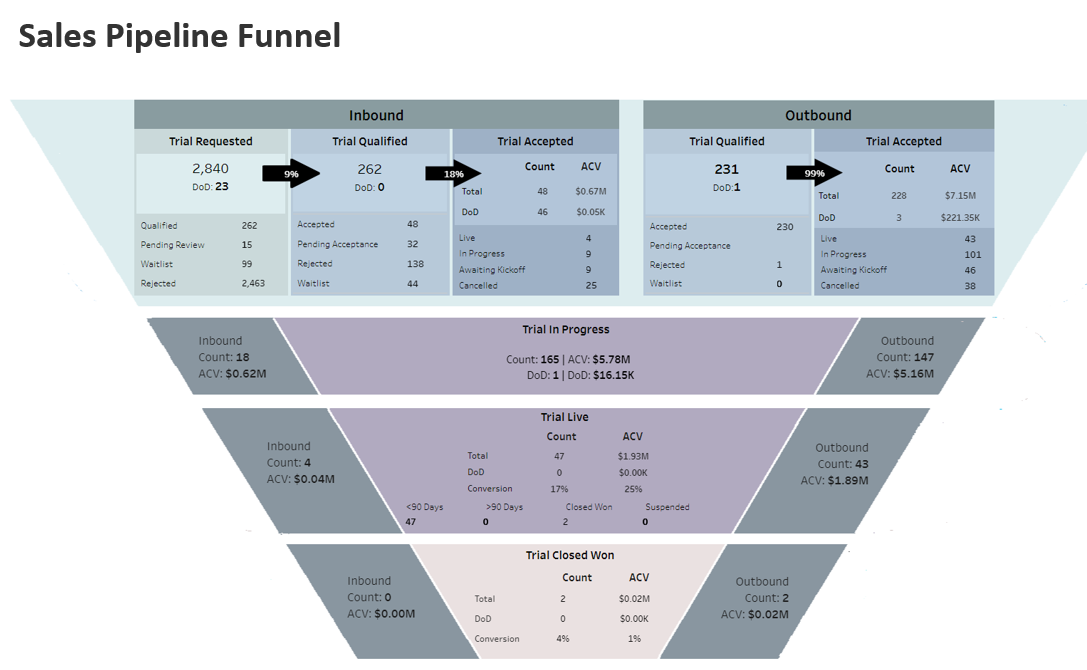 Sales Pipeline Funnel
Inbound
Trial Requested
2,840
DoD: 23
9%
Qualified 262
Pending Review 15
Waitlist 99
Rejected 2,463
Trial Qualified
262
DoD: 0
18%
Accepted 48
Pending Acceptance 32
Rejected 138
Waitlist 44
Trial Accepted
Count ACV
Total 48 $0.67M
DoD 46 $0.05K
Live 4
In Progress 9
Awaiting Kickoff 9
Cancelled 25
Outbound
Trial Qualified
231
DoD:1
99%
Accepted 230
Pending Acceptance
Rejected 1
Waitlist 0
Trial Accepted
Count ACV
Total 228 $7.15M
DoD 3 $221.35K
Live 43
In Progress 101
Awaiting Kickoff 46
Cancelled 38
Inbound
Count: 18
ACV: $0.62M
Trial In Progress
Count: 165 | ACV: $5.78M
DoD: 1 | DoD: $16.15K
Outbound
Count: 147
ACV: $5.16M
Inbound
Count: 4
ACV: $0.04M
Trial Live
Count ACV
Total 47 $1.93M
DoD 0 $0.00K
Conversion 17% 25%
<90 Days >90 Days Closed Won Suspended
47 0 2 0
Outbound
Count: 43
ACV: $1.89M
Inbound
Count: 0
ACV: $0.00M
Trial Closed Won
Count ACV
Total 2 $0.02M
DoD 0 $0.00K
Conversion 4% 1%
Outbound
Count: 2
ACV: $0.02M